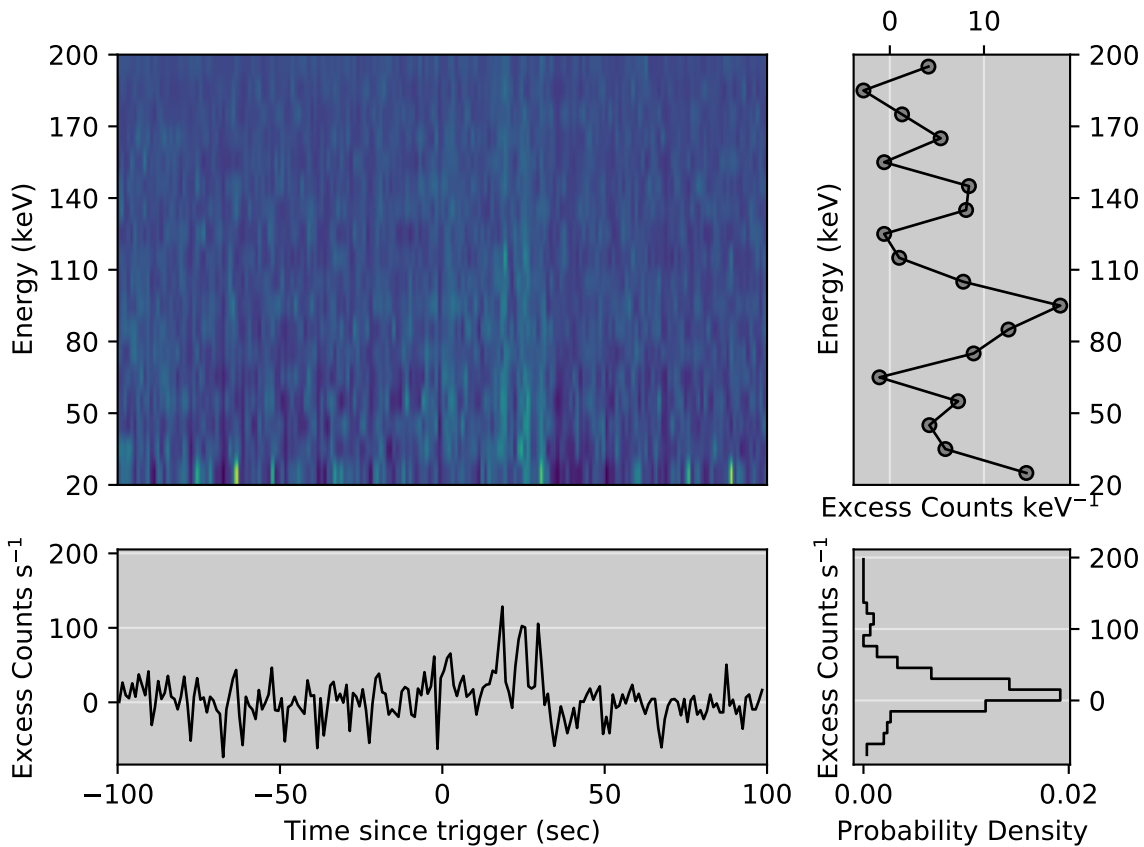 0 10
200
170
140
110
80
50
20
Energy (keV)
200
170
140
110
80
50
20
Energy (keV)
Excess Counts keV⁻¹
200
100
0
Excess Counts s⁻¹
−100 −50 0 50 100
Time since trigger (sec)
200
100
0
Excess Counts s⁻¹
0.00 0.02
Probability Density